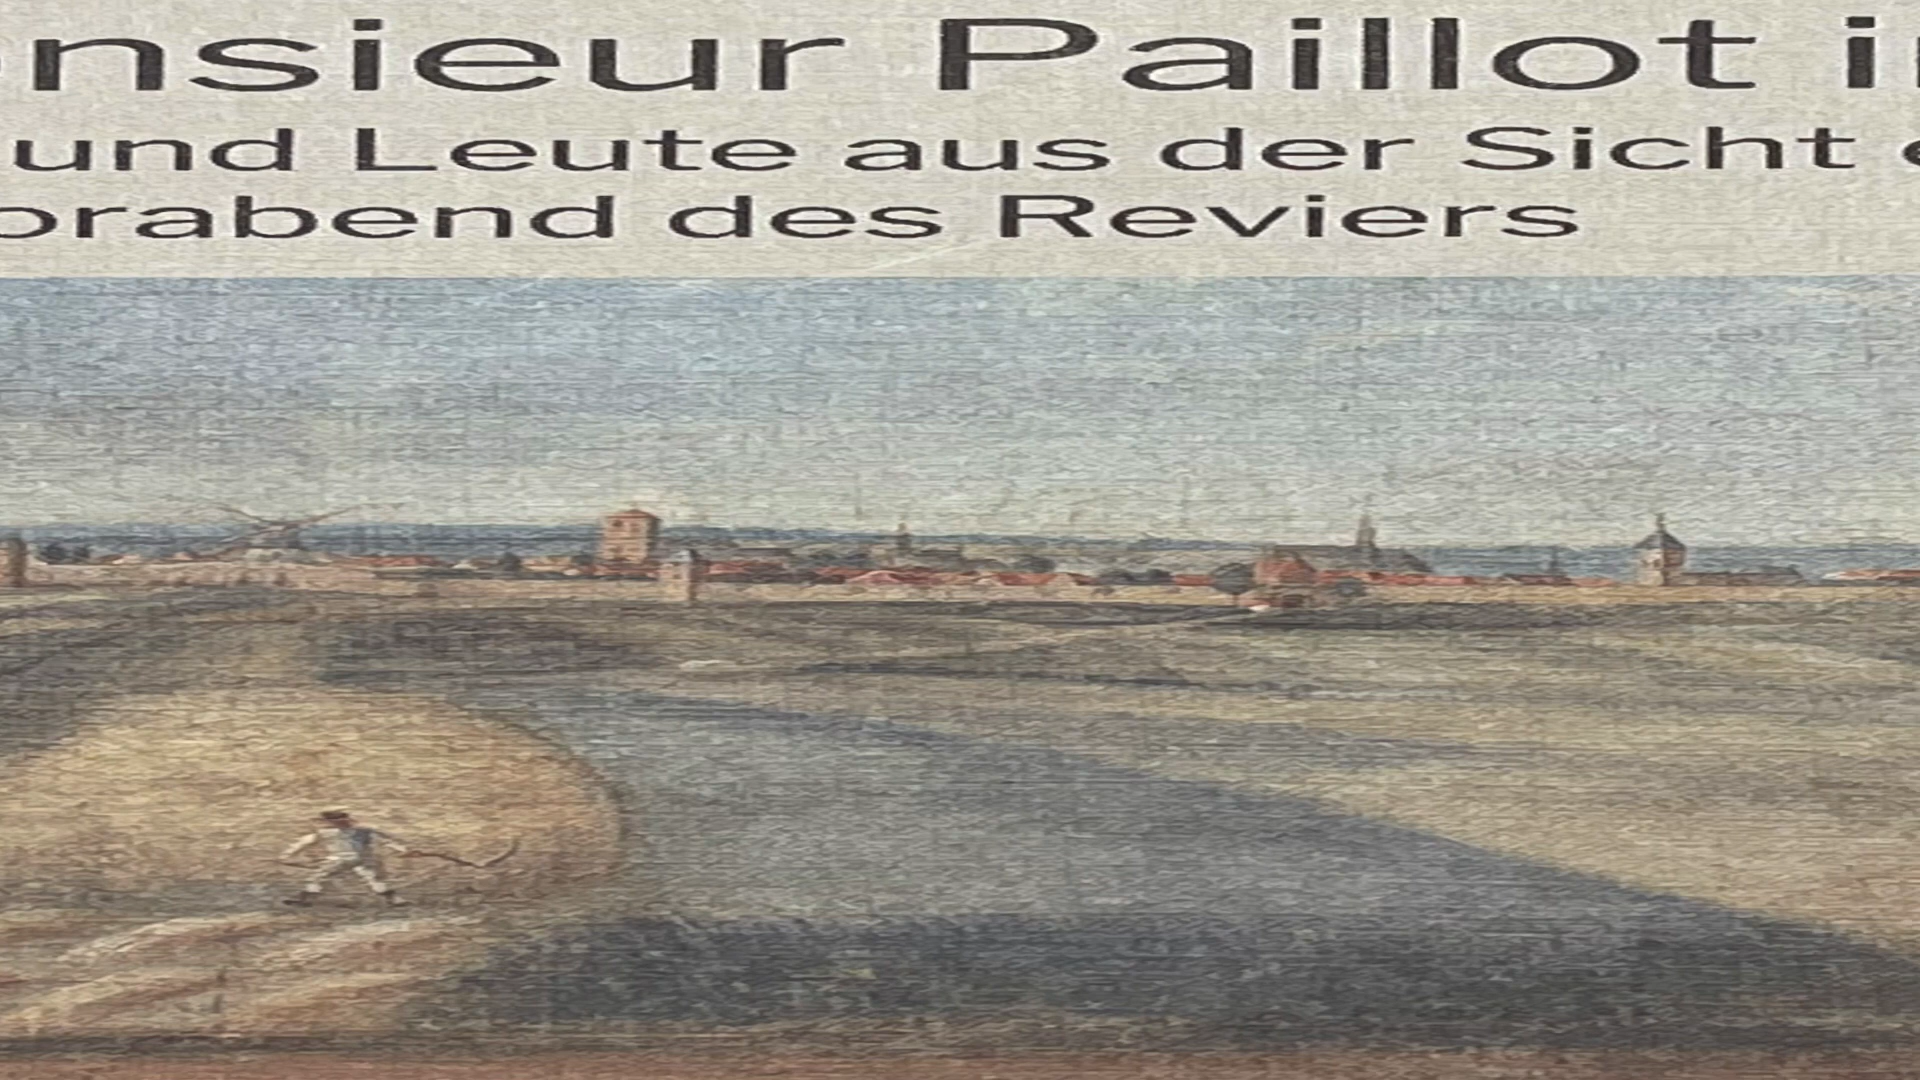 nsieur Paillot i
und Leute aus der Sicht
orabend des Reviers